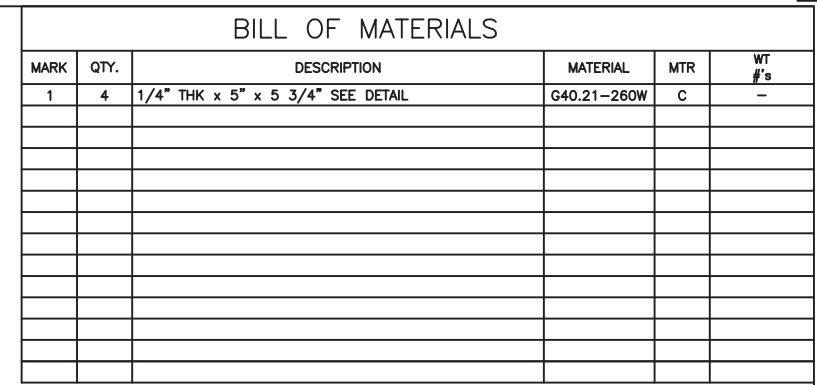 BILL OF MATERIALS
MARK QTY. DESCRIPTION MATERIAL MTR WT #'s
1 4 1/4" THK x 5" x 5 3/4" SEE DETAIL G40.21-260W C -